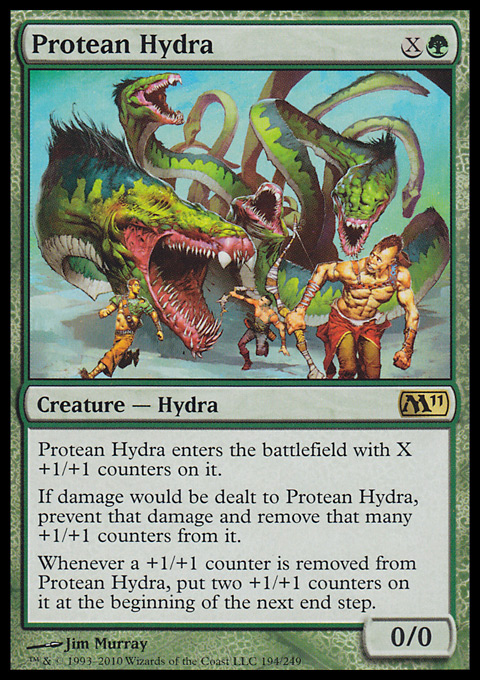 Protean Hydra X
Creature — Hydra M11
Protean Hydra enters the battlefield with X
+1/+1 counters on it.
If damage would be dealt to Protean Hydra,
prevent that damage and remove that many
+1/+1 counters from it.
Whenever a +1/+1 counter is removed from
Protean Hydra, put two +1/+1 counters on
it at the beginning of the next end step.
Jim Murray
™ & © 1993–2010 Wizards of the Coast LLC 194/249
0/0